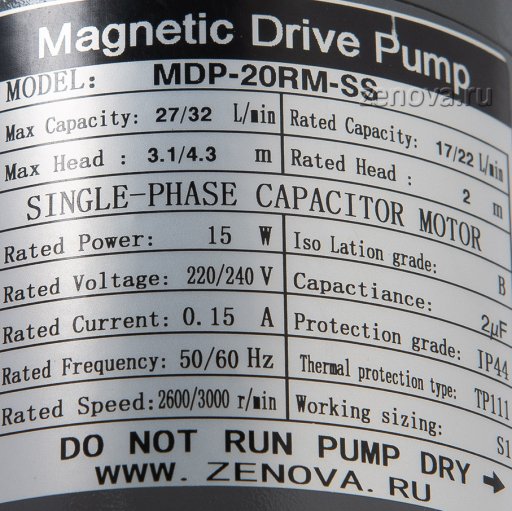 Magnetic Drive Pump
MODEL: MDP-20RM-SS
zenova.ru
Max Capacity: 27/32 L/min Rated Capacity: 17/22 L/min
Max Head : 3.1/4.3 m Rated Head : 2 m
SINGLE-PHASE CAPACITOR MOTOR
Rated Power: 15 W Iso Lation grade: B
Rated Voltage: 220/240 V Capactiance: 2μF
Rated Current: 0.15 A Protection grade: IP44
Rated Frequency: 50/60 Hz Thermal protection type: TP111
Rated Speed: 2600/3000 r/min Working sizing: S1
DO NOT RUN PUMP DRY →
WWW. ZENOVA. RU